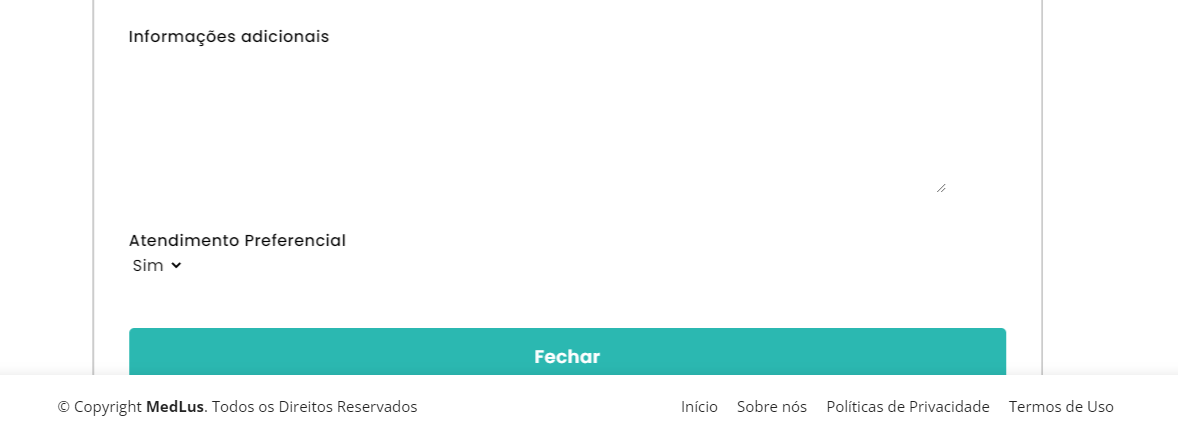 Informações adicionais
Atendimento Preferencial
Sim
Fechar
© Copyright MedLus. Todos os Direitos Reservados
Início Sobre nós Políticas de Privacidade Termos de Uso